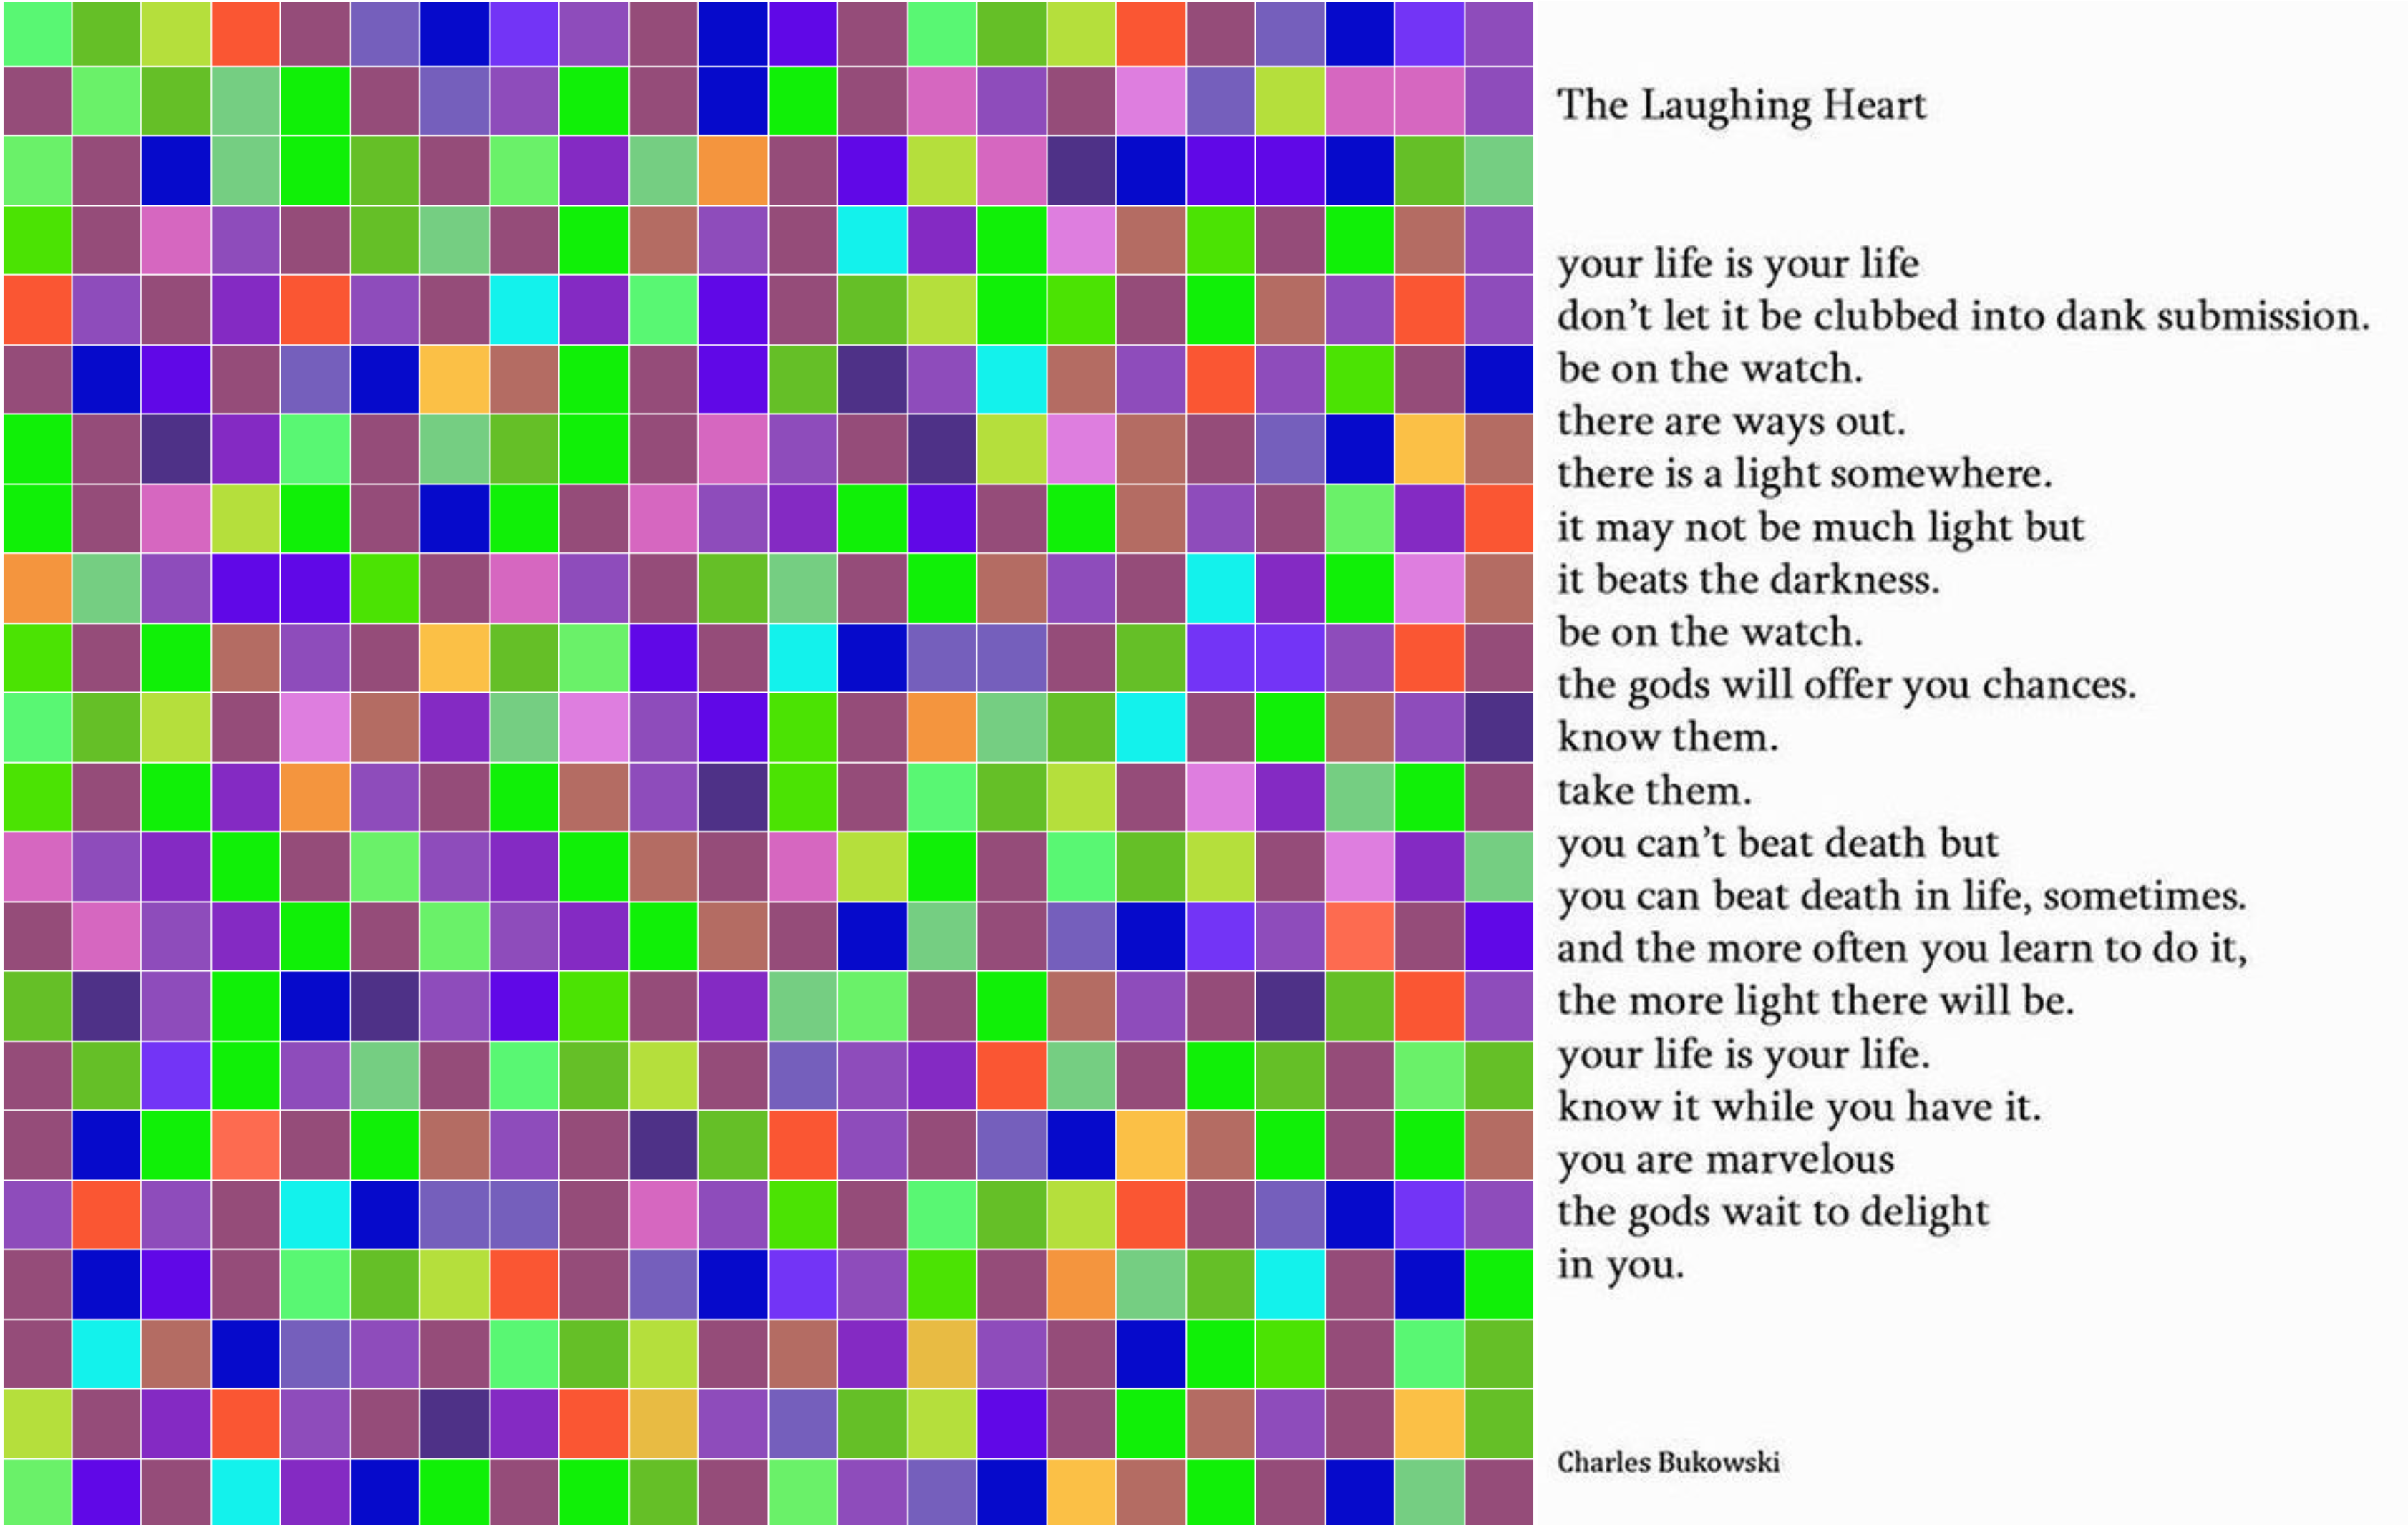 The Laughing Heart
your life is your life
don’t let it be clubbed into dank submission.
be on the watch.
there are ways out.
there is a light somewhere.
it may not be much light but
it beats the darkness.
be on the watch.
the gods will offer you chances.
know them.
take them.
you can’t beat death but
you can beat death in life, sometimes.
and the more often you learn to do it,
the more light there will be.
your life is your life.
know it while you have it.
you are marvelous
the gods wait to delight
in you.
Charles Bukowski